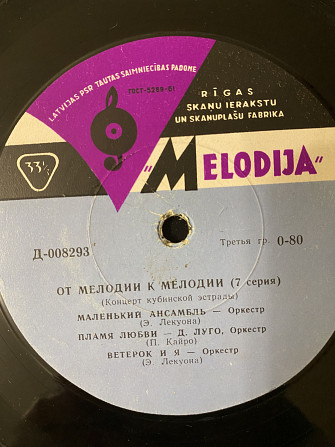 LATVIJAS PSR TAUTAS SAIMNIECĪBAS PADOME
ГОСТ-5289-61
RĪGAS
SKAŅU IERAKSTU
UN SKAŅUPLAŠU FABRIKA
33⅓
"MELODIJA"
Д-008293
Третья гр. 0-80
ОТ МЕЛОДИИ К МЕЛОДИИ (7 серия)
(Концерт кубинской эстрады)
МАЛЕНЬКИЙ АНСАМБЛЬ — Оркестр
(Э. Лекуона)
ПЛАМЯ ЛЮБВИ — Д. ЛУГО, Оркестр
(П. Кайро)
ВЕТЕРОК И Я — Оркестр
(Э. Лекуона)